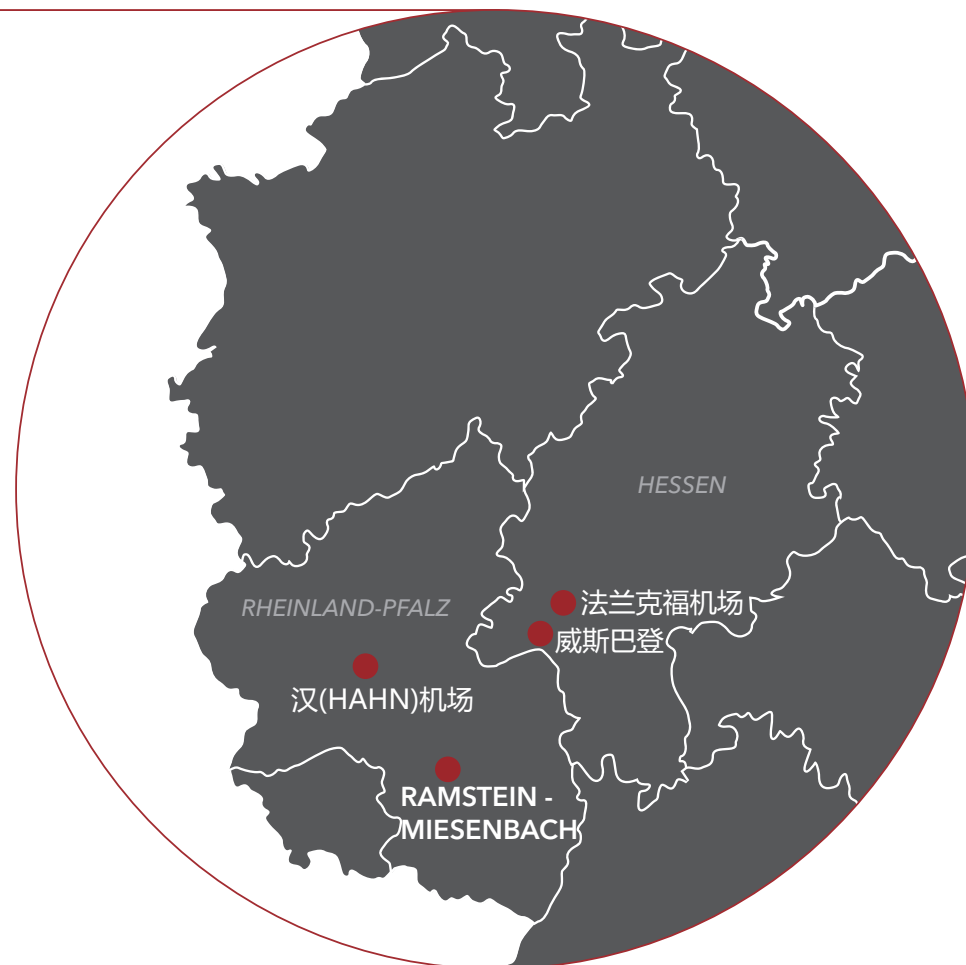 HESSEN
法兰克福机场
RHEINLAND-PFALZ
威斯巴登
汉(HAHN)机场
RAMSTEIN -
MIESENBACH